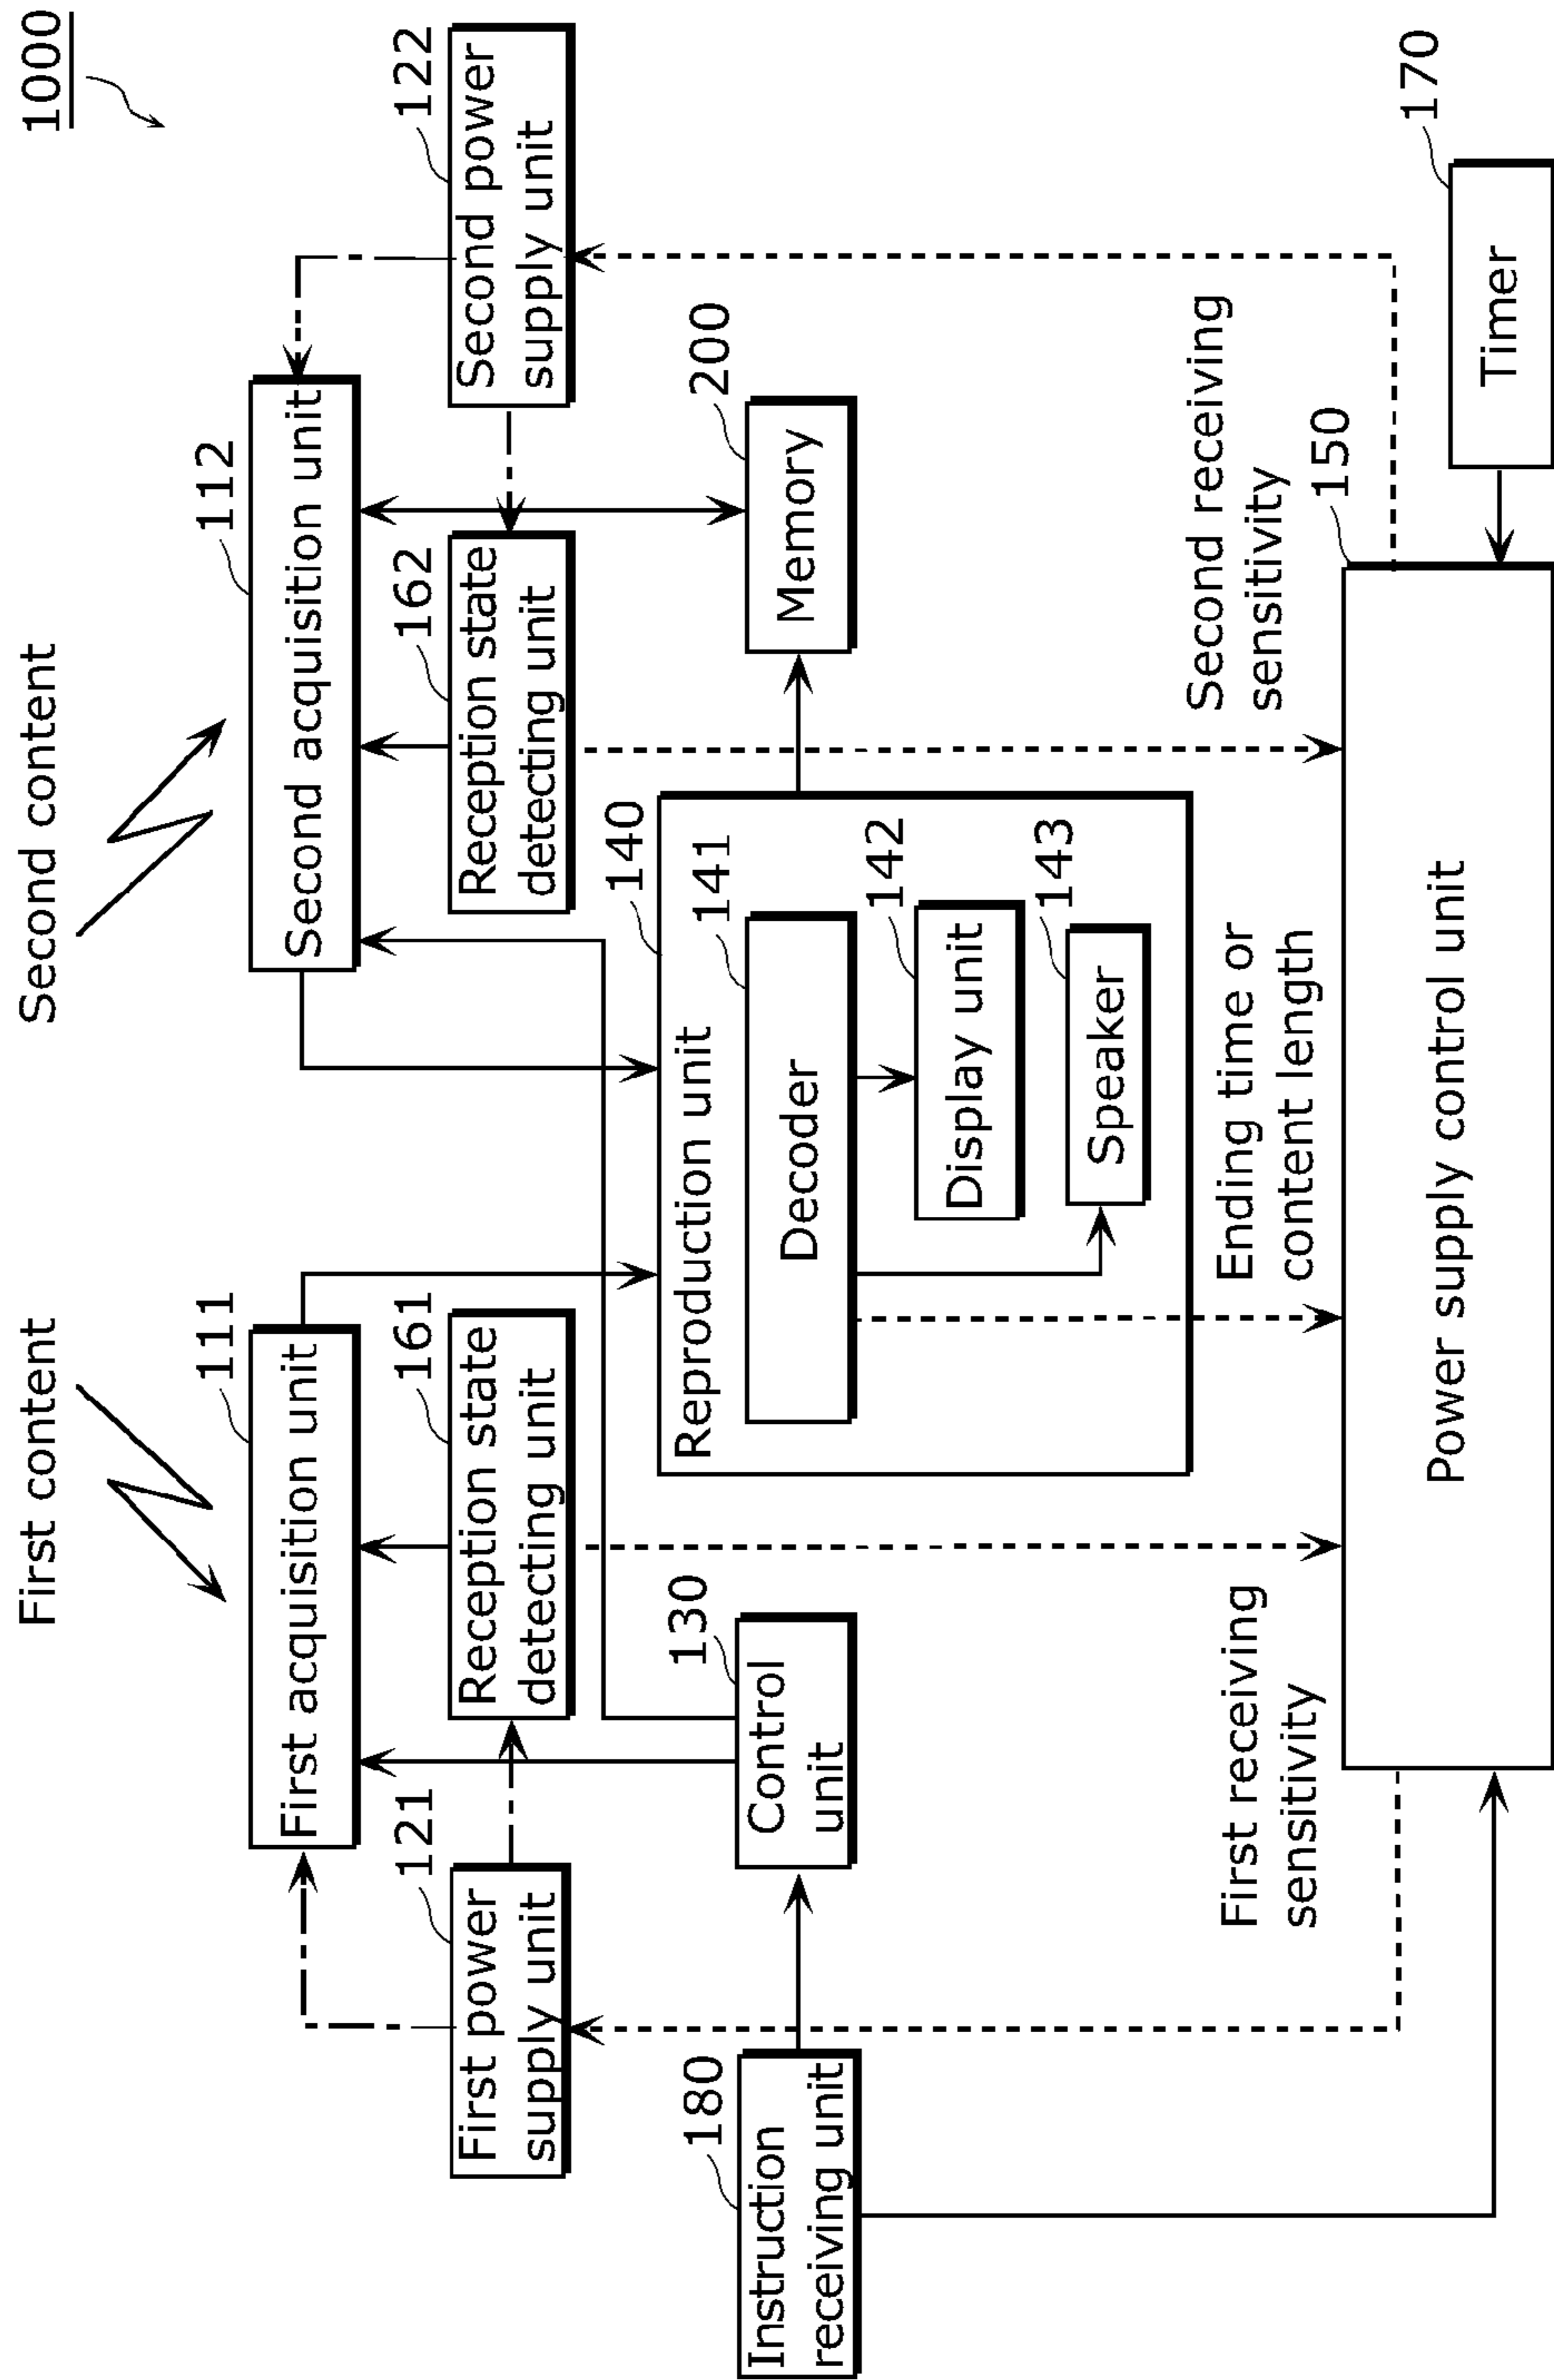 1000
First content
Second content
111
First acquisition unit
112
Second acquisition unit
121
First power
supply unit
161
Reception state
detecting unit
162
Reception state
detecting unit
122
Second power
supply unit
180
Instruction
receiving unit
130
Control
unit
140
Reproduction unit
141
Decoder
142
Display unit
143
Speaker
200
Memory
First receiving
sensitivity
Ending time or
content length
Second receiving
sensitivity
150
Power supply control unit
170
Timer